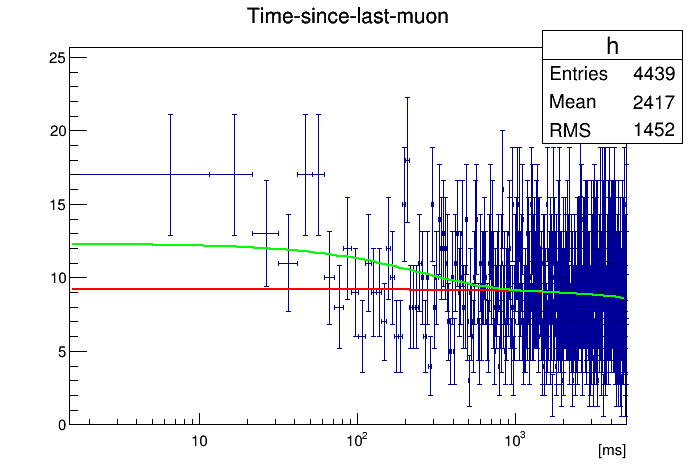 Time-since-last-muon
h
Entries 4439
Mean 2417
RMS 1452
25
20
15
10
5
0
10 10² 10³
[ms]